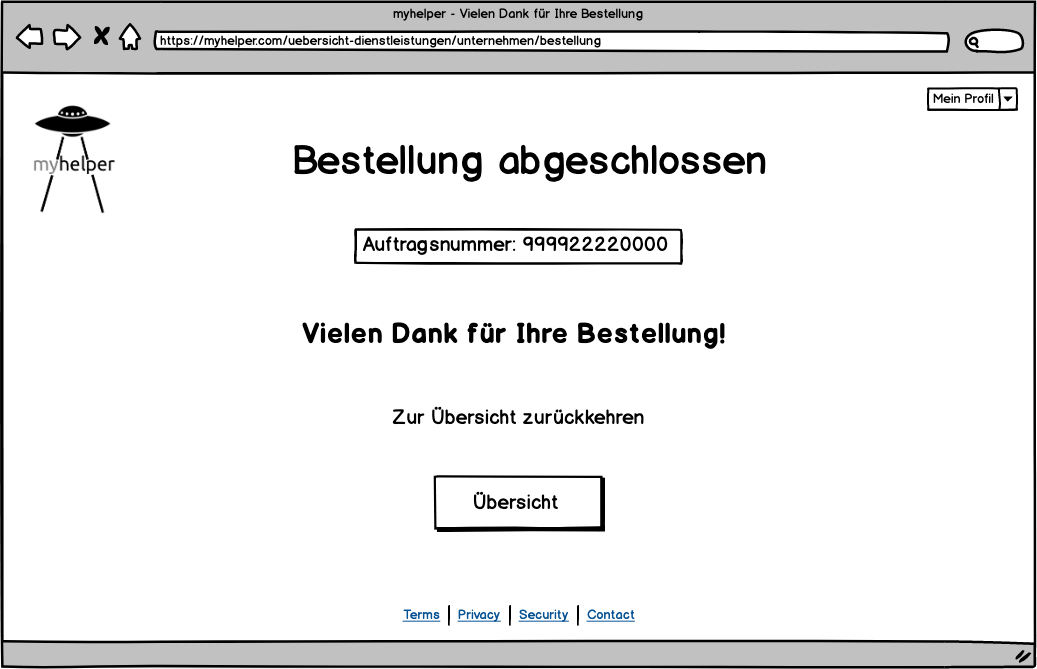 myhelper - Vielen Dank für Ihre Bestellung
https://myhelper.com/uebersicht-dienstleistungen/unternehmen/bestellung
Mein Profil
myhelper
Bestellung abgeschlossen
Auftragsnummer: 999922220000
Vielen Dank für Ihre Bestellung!
Zur Übersicht zurückkehren
Übersicht
Terms | Privacy | Security | Contact